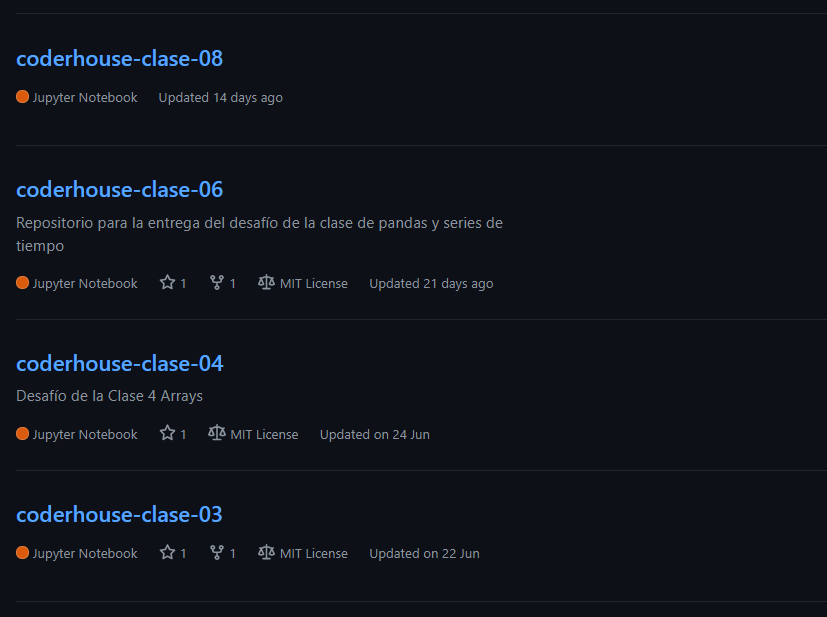 coderhouse-clase-08
Jupyter Notebook Updated 14 days ago
coderhouse-clase-06
Repositorio para la entrega del desafío de la clase de pandas y series de
tiempo
Jupyter Notebook 1 1 MIT License Updated 21 days ago
coderhouse-clase-04
Desafío de la Clase 4 Arrays
Jupyter Notebook 1 MIT License Updated on 24 Jun
coderhouse-clase-03
Jupyter Notebook 1 1 MIT License Updated on 22 Jun